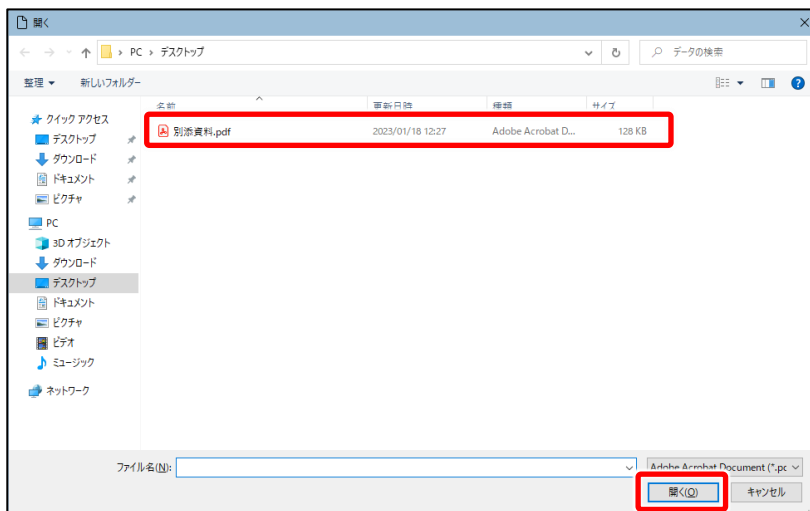 開く
PC > デスクトップ
データの検索
整理 新しいフォルダー
名前 更新日時 種類 サイズ
別添資料.pdf 2023/01/18 12:27 Adobe Acrobat D... 128 KB
クイック アクセス
デスクトップ
ダウンロード
ドキュメント
ピクチャ
PC
3D オブジェクト
ダウンロード
デスクトップ
ドキュメント
ピクチャ
ビデオ
ミュージック
ネットワーク
ファイル名(N):
Adobe Acrobat Document (*.pc
開く(O) キャンセル